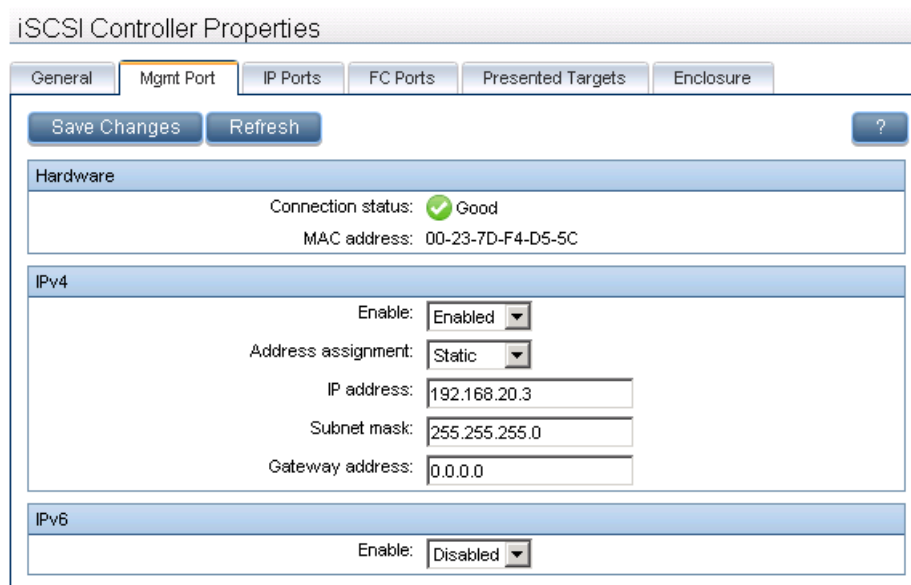 iSCSI Controller Properties
General Mgmt Port IP Ports FC Ports Presented Targets Enclosure
Save Changes Refresh ?
Hardware
Connection status: Good
MAC address: 00-23-7D-F4-D5-5C
IPv4
Enable: Enabled
Address assignment: Static
IP address: 192.168.20.3
Subnet mask: 255.255.255.0
Gateway address: 0.0.0.0
IPv6
Enable: Disabled